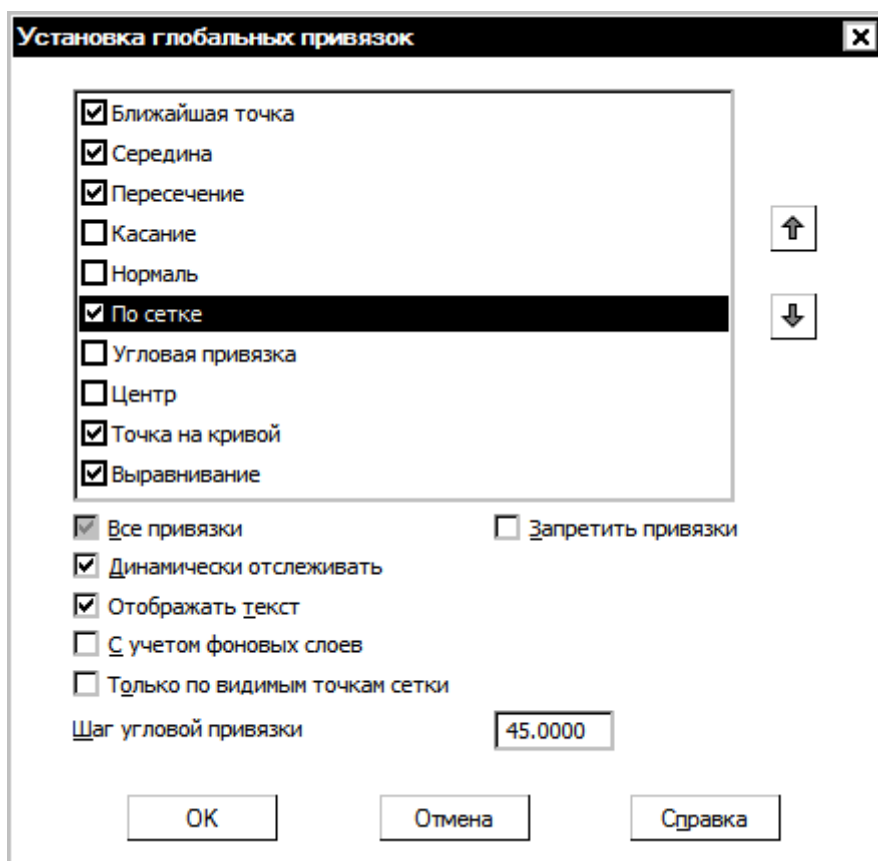 Установка глобальных привязок
Ближайшая точка
Середина
Пересечение
Касание
Нормаль
По сетке
Угловая привязка
Центр
Точка на кривой
Выравнивание
Все привязки
Запретить привязки
Динамически отслеживать
Отображать текст
С учетом фоновых слоев
Только по видимым точкам сетки
Шаг угловой привязки 45.0000
OK Отмена Справка